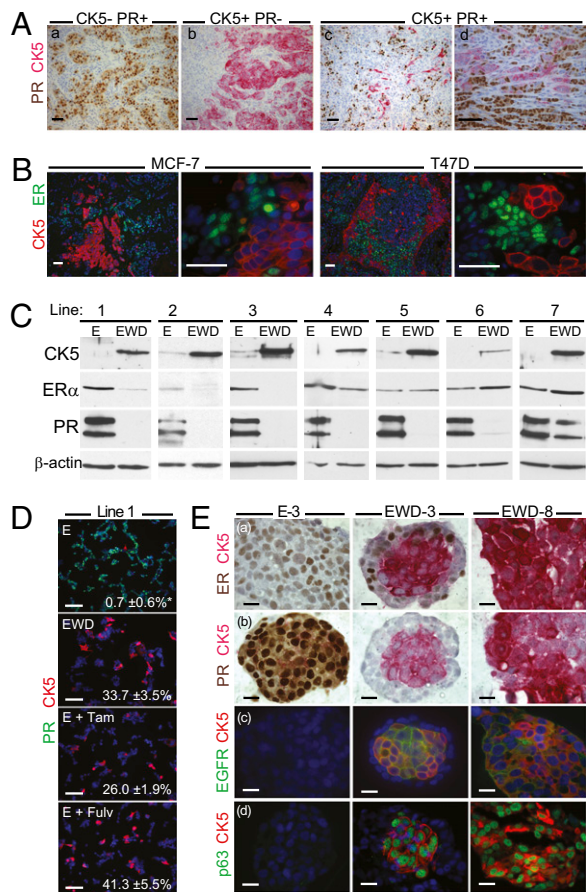 A
CK5- PR+ CK5+ PR- CK5+ PR+
a b c d
PR CK5
B
MCF-7 T47D
CK5 ER
C
Line: 1 2 3 4 5 6 7
E EWD E EWD E EWD E EWD E EWD E EWD E EWD
CK5
ERα
PR
β-actin
D
Line 1
E
0.7 ±0.6%*
EWD
33.7 ±3.5%
E + Tam
26.0 ±1.9%
E + Fulv
41.3 ±5.5%
PR CK5
E
E-3 EWD-3 EWD-8
(a)
ER CK5
(b)
PR CK5
(c)
EGFR CK5
(d)
p63 CK5